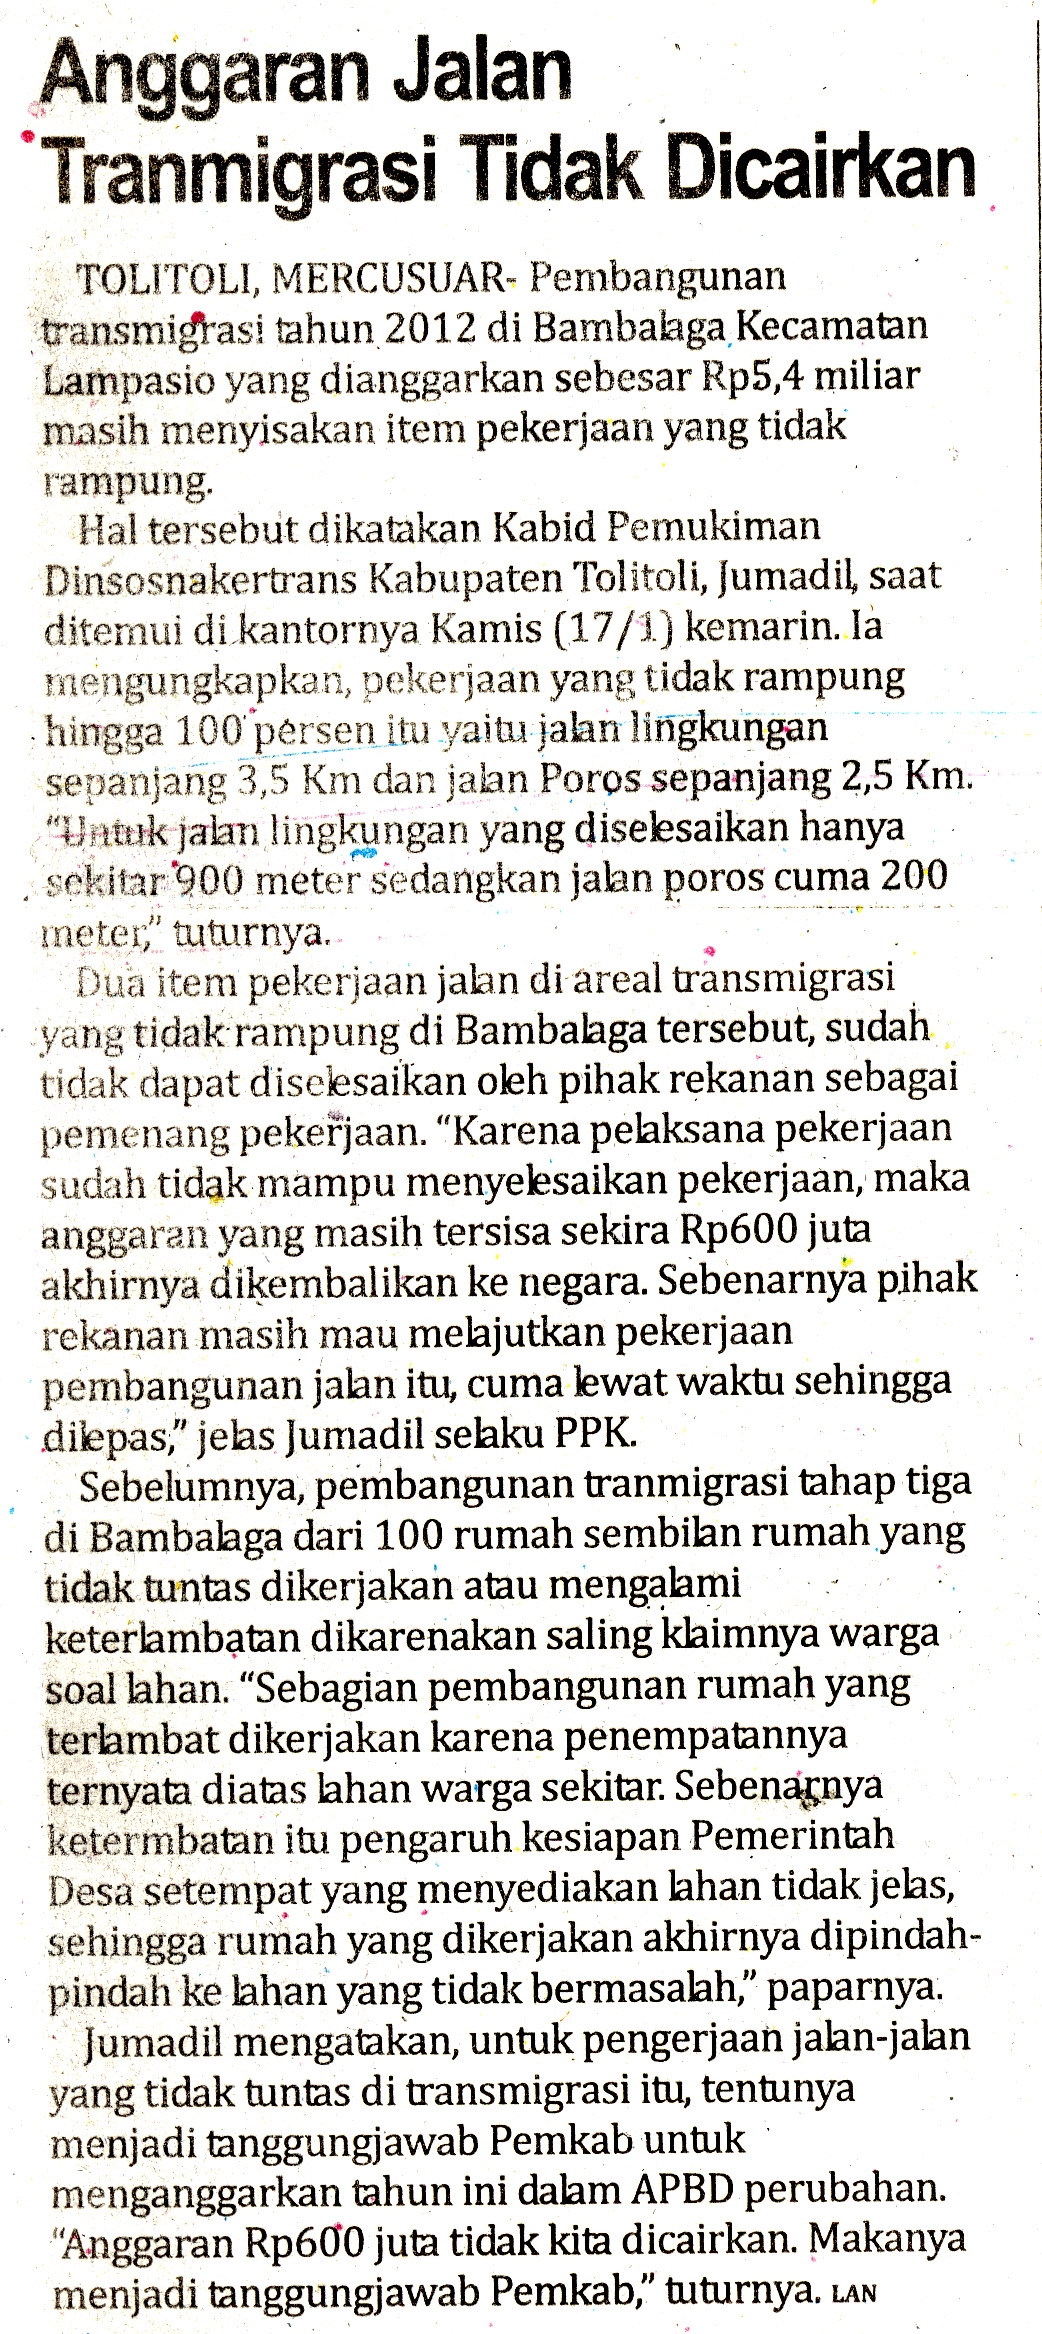 Anggaran Jalan
Tranmigrasi Tidak Dicairkan
TOLITOLI, MERCUSUAR- Pembangunan
transmigrasi tahun 2012 di Bambalaga Kecamatan
Lampasio yang dianggarkan sebesar Rp5,4 miliar
masih menyisakan item pekerjaan yang tidak
rampung.
Hal tersebut dikatakan Kabid Pemukiman
Dinsosnakertrans Kabupaten Tolitoli, Jumadil, saat
ditemui di kantornya Kamis (17/1) kemarin. Ia
mengungkapkan, pekerjaan yang tidak rampung
hingga 100 persen itu yaitu jalan lingkungan
sepanjang 3,5 Km dan jalan Poros sepanjang 2,5 Km.
“Untuk jalan lingkungan yang diselesaikan hanya
sekitar 900 meter sedangkan jalan poros cuma 200
meter,” tuturnya.
Dua item pekerjaan jalan di areal transmigrasi
yang tidak rampung di Bambalaga tersebut, sudah
tidak dapat diselesaikan oleh pihak rekanan sebagai
pemenang pekerjaan. “Karena pelaksana pekerjaan
sudah tidak mampu menyelesaikan pekerjaan, maka
anggaran yang masih tersisa sekira Rp600 juta
akhirnya dikembalikan ke negara. Sebenarnya pihak
rekanan masih mau melajutkan pekerjaan
pembangunan jalan itu, cuma lewat waktu sehingga
dilepas,” jelas Jumadil selaku PPK.
Sebelumnya, pembangunan tranmigrasi tahap tiga
di Bambalaga dari 100 rumah sembilan rumah yang
tidak tuntas dikerjakan atau mengalami
keterlambatan dikarenakan saling klaimnya warga
soal lahan. “Sebagian pembangunan rumah yang
terlambat dikerjakan karena penempatannya
ternyata diatas lahan warga sekitar. Sebenarnya
ketermbatan itu pengaruh kesiapan Pemerintah
Desa setempat yang menyediakan lahan tidak jelas,
sehingga rumah yang dikerjakan akhirnya dipindah-
pindah ke lahan yang tidak bermasalah,” paparnya.
Jumadil mengatakan, untuk pengerjaan jalan-jalan
yang tidak tuntas di transmigrasi itu, tentunya
menjadi tanggungjawab Pemkab untuk
menganggarkan tahun ini dalam APBD perubahan.
“Anggaran Rp600 juta tidak kita dicairkan. Makanya
menjadi tanggungjawab Pemkab,” tuturnya. LAN